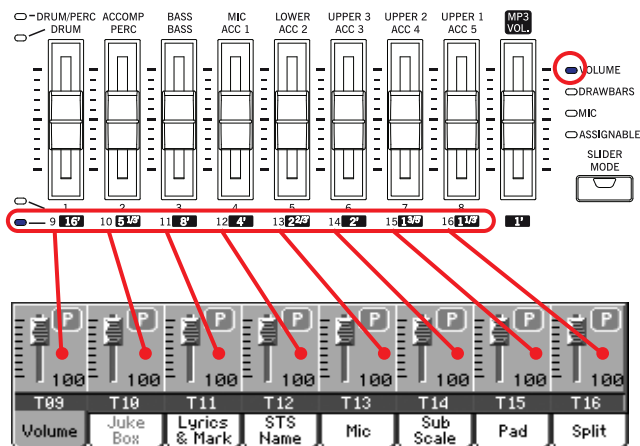 DRUM/PERC ACCOMP BASS MIC LOWER UPPER 3 UPPER 2 UPPER 1 MP3
DRUM PERC BASS ACC 1 ACC 2 ACC 3 ACC 4 ACC 5 VOL.
VOLUME
DRAWBARS
MIC
ASSIGNABLE
SLIDER
MODE
1 2 3 4 5 6 7 8
9 16' 10 5 1/3' 11 8' 12 4' 13 2 2/3' 14 2' 15 1 3/5' 16 1 1/3' 1'
P P P P P P P P
100 100 100 100 100 100 100 100
T09 T10 T11 T12 T13 T14 T15 T16
Volume Juke Box Lyrics & Mark STS Name Mic Sub Scale Pad Split